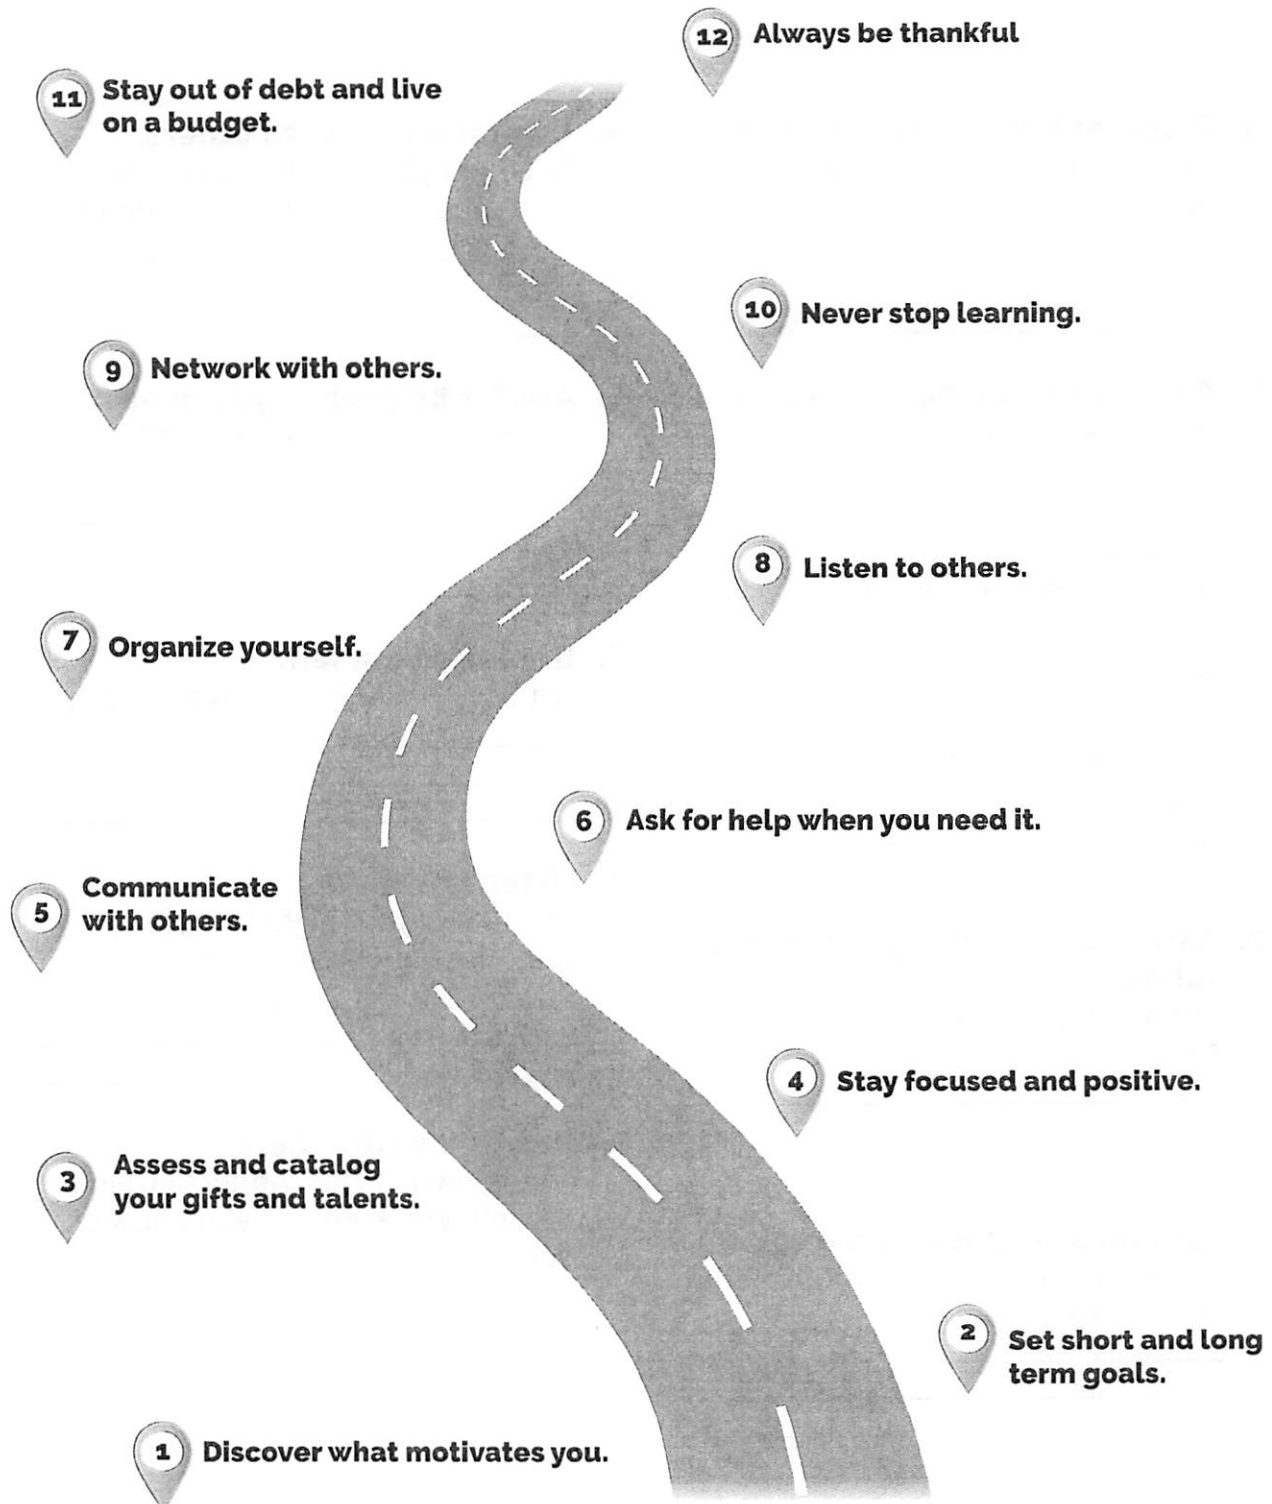 12 Always be thankful
11 Stay out of debt and live
on a budget.
10 Never stop learning.
9 Network with others.
8 Listen to others.
7 Organize yourself.
6 Ask for help when you need it.
5 Communicate
with others.
4 Stay focused and positive.
3 Assess and catalog
your gifts and talents.
2 Set short and long
term goals.
1 Discover what motivates you.